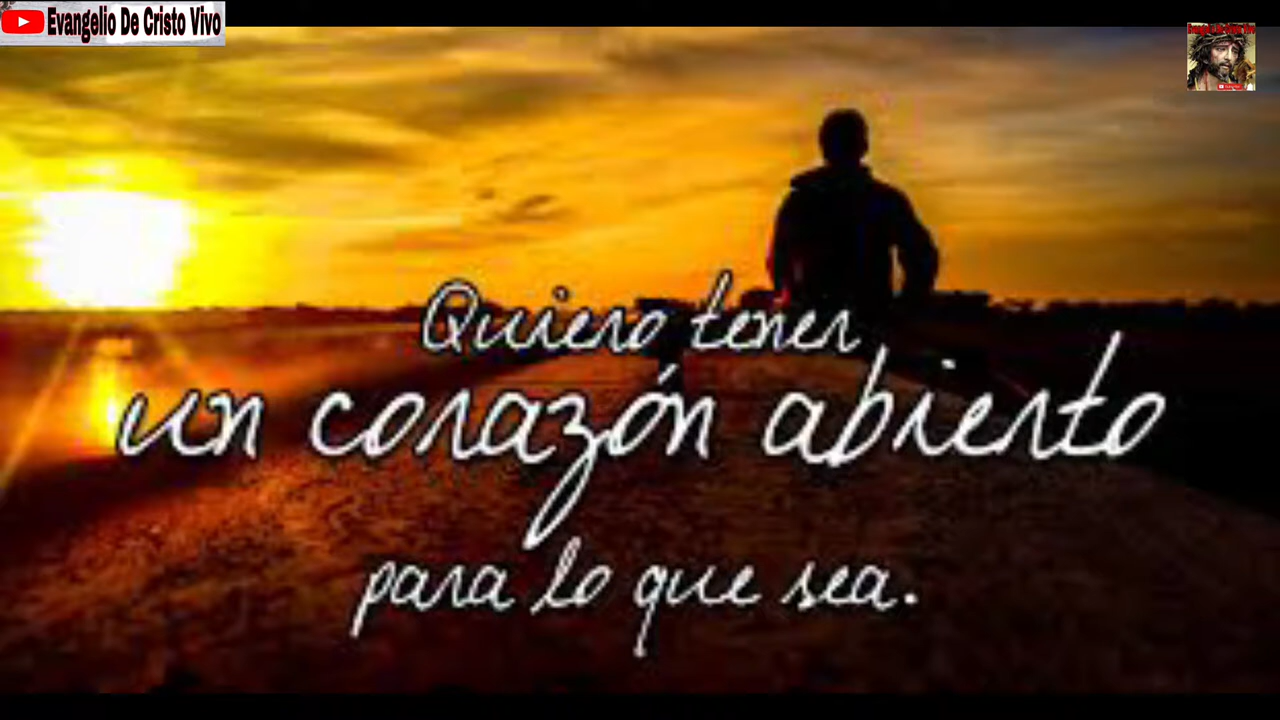 Evangelio De Cristo Vivo
Quiero tener
un corazón abierto
para lo que sea.